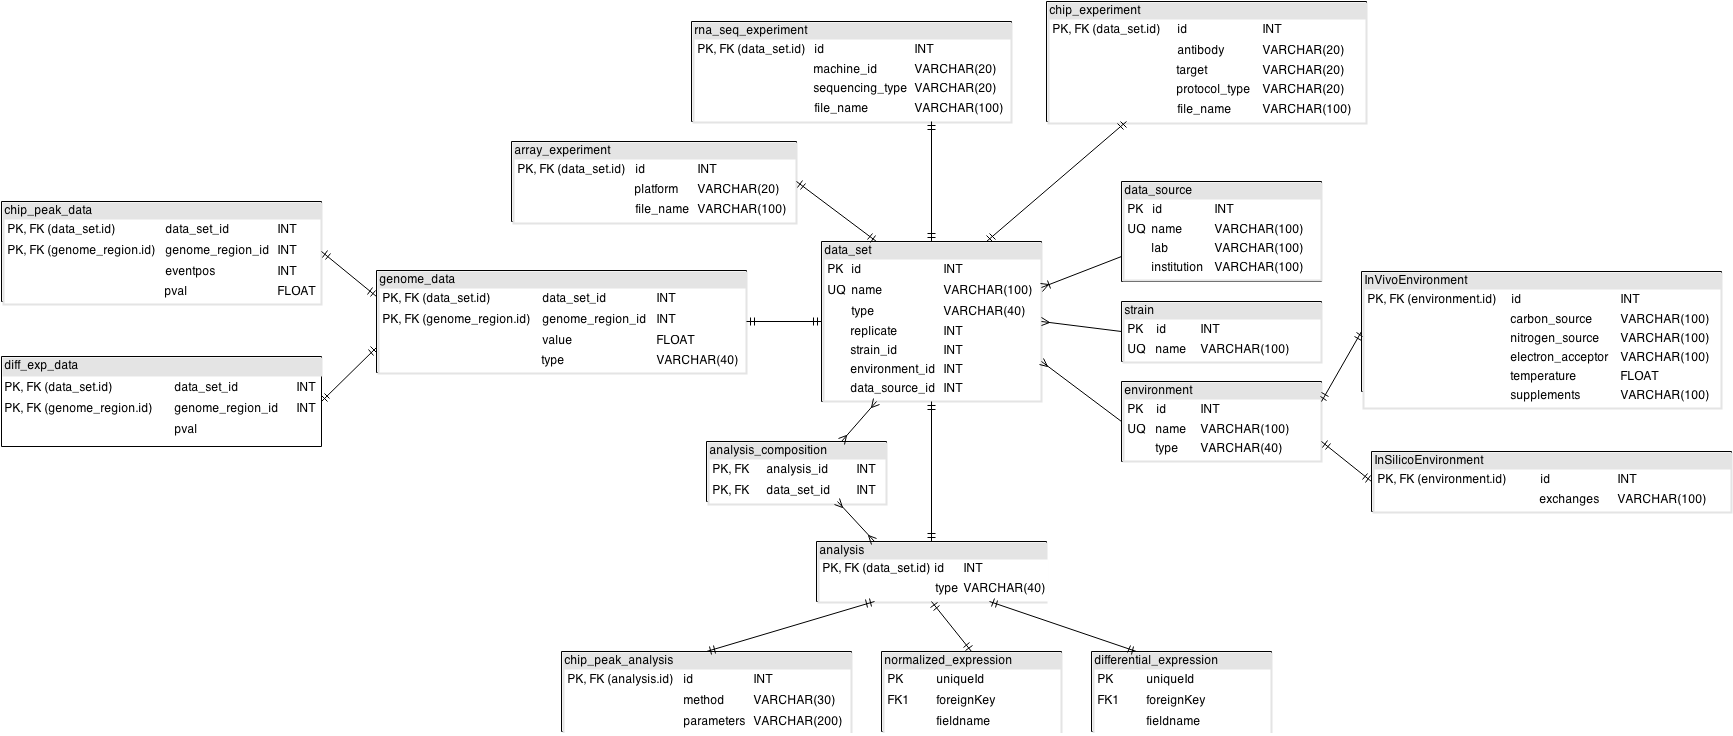 rna_seq_experiment
PK, FK (data_set.id) id INT
machine_id VARCHAR(20)
sequencing_type VARCHAR(20)
file_name VARCHAR(100)
chip_experiment
PK, FK (data_set.id) id INT
antibody VARCHAR(20)
target VARCHAR(20)
protocol_type VARCHAR(20)
file_name VARCHAR(100)
array_experiment
PK, FK (data_set.id) id INT
platform VARCHAR(20)
file_name VARCHAR(100)
chip_peak_data
PK, FK (data_set.id) data_set_id INT
PK, FK (genome_region.id) genome_region_id INT
eventpos INT
pval FLOAT
genome_data
PK, FK (data_set.id) data_set_id INT
PK, FK (genome_region.id) genome_region_id INT
value FLOAT
type VARCHAR(40)
diff_exp_data
PK, FK (data_set.id) data_set_id INT
PK, FK (genome_region.id) genome_region_id INT
pval
data_set
PK id INT
UQ name VARCHAR(100)
type VARCHAR(40)
replicate INT
strain_id INT
environment_id INT
data_source_id INT
data_source
PK id INT
UQ name VARCHAR(100)
lab VARCHAR(100)
institution VARCHAR(100)
strain
PK id INT
UQ name VARCHAR(100)
environment
PK id INT
UQ name VARCHAR(100)
type VARCHAR(40)
InVivoEnvironment
PK, FK (environment.id) id INT
carbon_source VARCHAR(100)
nitrogen_source VARCHAR(100)
electron_acceptor VARCHAR(100)
temperature FLOAT
supplements VARCHAR(100)
InSilicoEnvironment
PK, FK (environment.id) id INT
exchanges VARCHAR(100)
analysis_composition
PK, FK analysis_id INT
PK, FK data_set_id INT
analysis
PK, FK (data_set.id) id INT
type VARCHAR(40)
chip_peak_analysis
PK, FK (analysis.id) id INT
method VARCHAR(30)
parameters VARCHAR(200)
normalized_expression
PK uniqueId
FK1 foreignKey
fieldname
differential_expression
PK uniqueId
FK1 foreignKey
fieldname